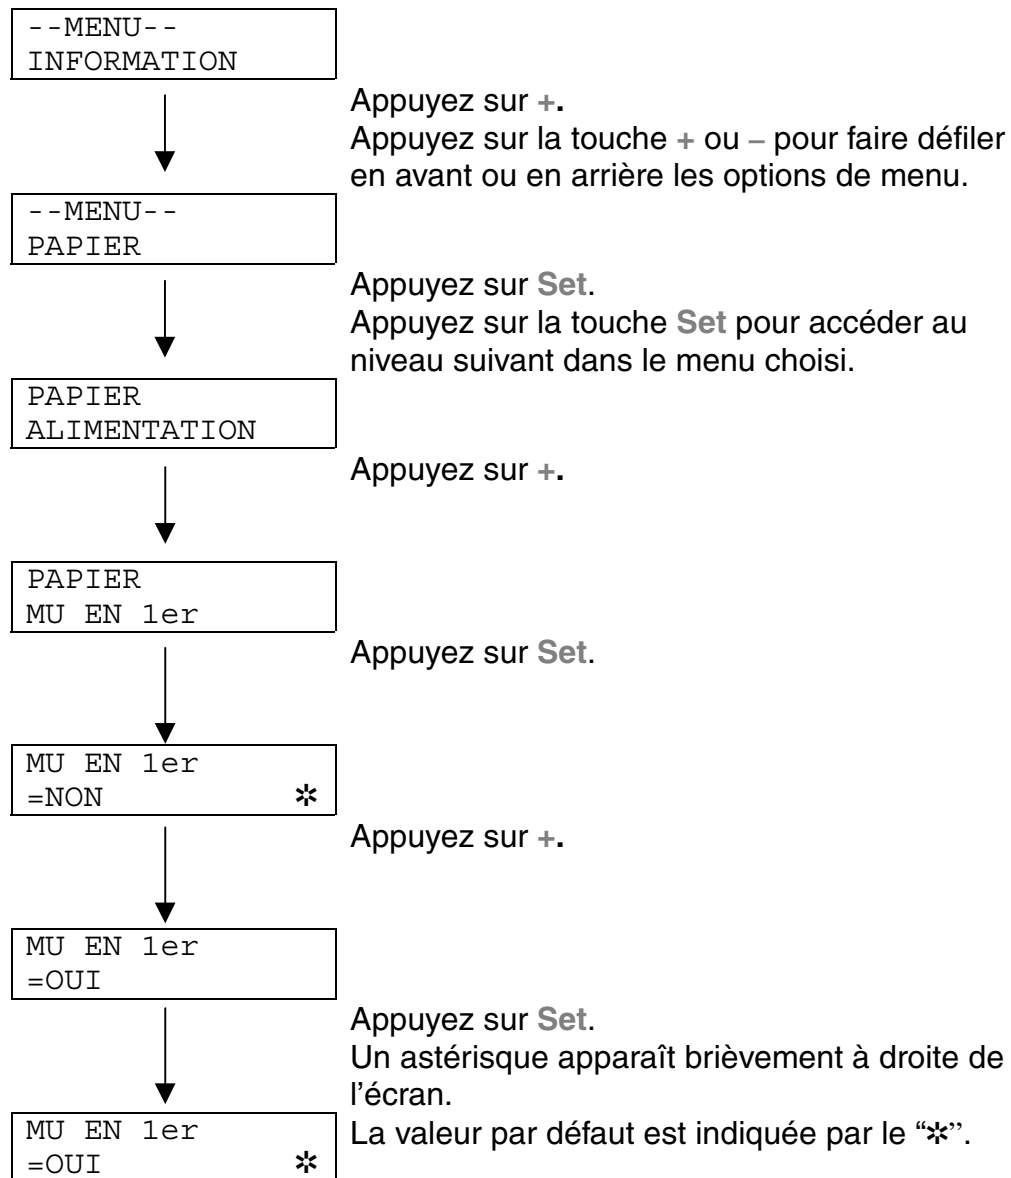 --MENU--
INFORMATION
Appuyez sur +.
Appuyez sur la touche + ou – pour faire défiler
en avant ou en arrière les options de menu.
--MENU--
PAPIER
Appuyez sur Set.
Appuyez sur la touche Set pour accéder au
niveau suivant dans le menu choisi.
PAPIER
ALIMENTATION
Appuyez sur +.
PAPIER
MU EN 1er
Appuyez sur Set.
MU EN 1er
=NON ✲
Appuyez sur +.
MU EN 1er
=OUI
Appuyez sur Set.
Un astérisque apparaît brièvement à droite de
l’écran.
La valeur par défaut est indiquée par le “✲”.
MU EN 1er
=OUI ✲